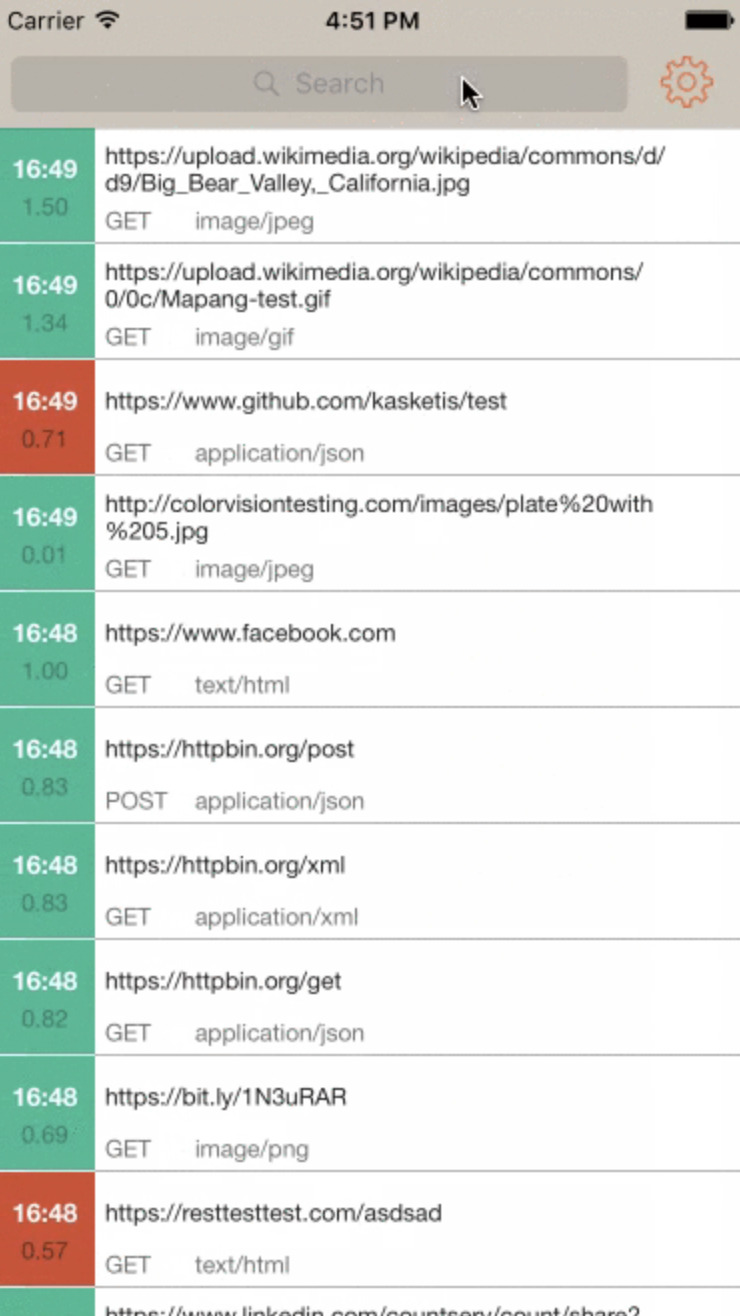 Carrier 4:51 PM
Search
16:49
1.50
https://upload.wikimedia.org/wikipedia/commons/d/
d9/Big_Bear_Valley,_California.jpg
GET image/jpeg
16:49
1.34
https://upload.wikimedia.org/wikipedia/commons/
0/0c/Mapang-test.gif
GET image/gif
16:49
0.71
https://www.github.com/kasketis/test
GET application/json
16:49
0.01
http://colorvisiontesting.com/images/plate%20with
%205.jpg
GET image/jpeg
16:48
1.00
https://www.facebook.com
GET text/html
16:48
0.83
https://httpbin.org/post
POST application/json
16:48
0.83
https://httpbin.org/xml
GET application/xml
16:48
0.82
https://httpbin.org/get
GET application/json
16:48
0.69
https://bit.ly/1N3uRAR
GET image/png
16:48
0.57
https://resttesttest.com/asdsad
GET text/html
https://www.linkedin.com/countserv/count/share?